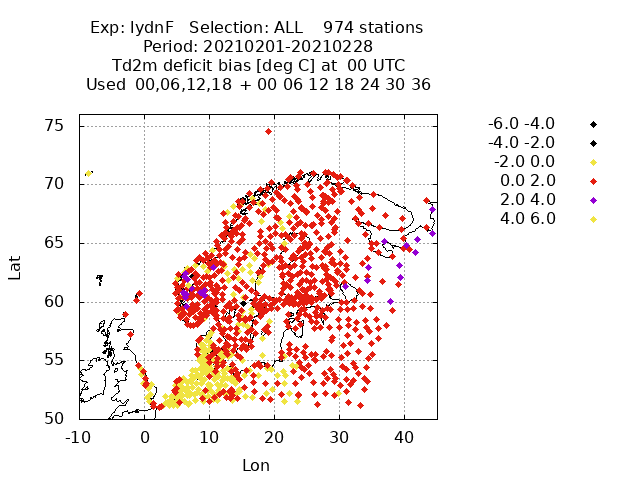 Exp: IydnF   Selection: ALL    974 stations
Period: 20210201-20210228
Td2m deficit bias [deg C] at  00 UTC
Used  00,06,12,18 + 00 06 12 18 24 30 36
75
70
65
60
55
50
-10 0 10 20 30 40
Lat
Lon
-6.0 -4.0
-4.0 -2.0
-2.0 0.0
0.0 2.0
2.0 4.0
4.0 6.0